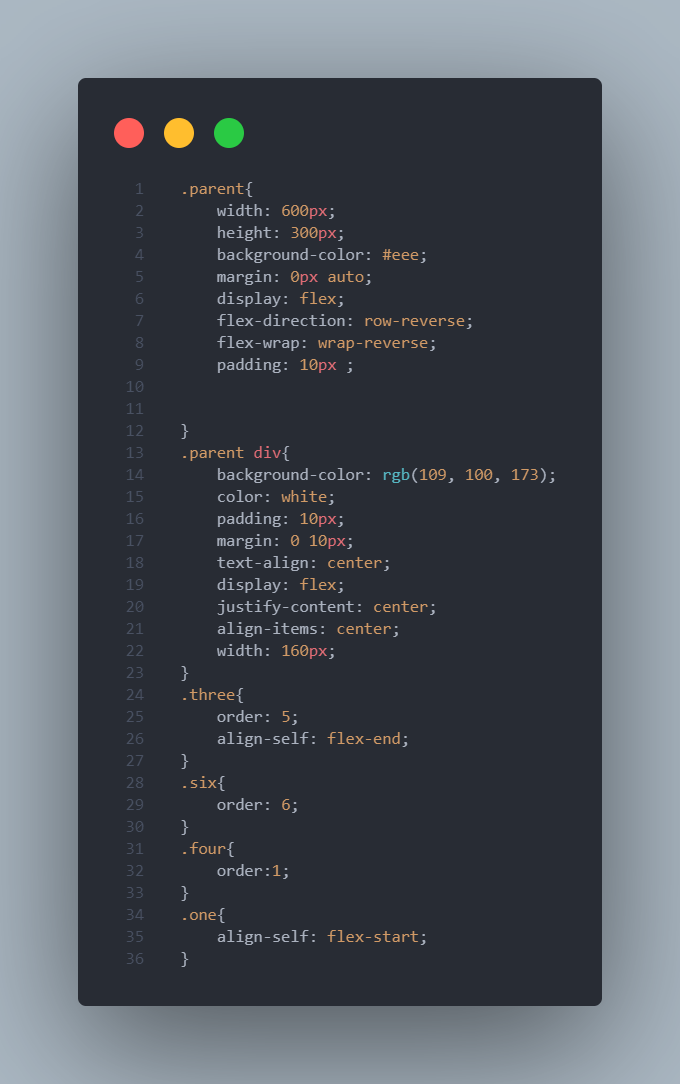 1 .parent{
2     width: 600px;
3     height: 300px;
4     background-color: #eee;
5     margin: 0px auto;
6     display: flex;
7     flex-direction: row-reverse;
8     flex-wrap: wrap-reverse;
9     padding: 10px ;
10
11
12 }
13 .parent div{
14     background-color: rgb(109, 100, 173);
15     color: white;
16     padding: 10px;
17     margin: 0 10px;
18     text-align: center;
19     display: flex;
20     justify-content: center;
21     align-items: center;
22     width: 160px;
23 }
24 .three{
25     order: 5;
26     align-self: flex-end;
27 }
28 .six{
29     order: 6;
30 }
31 .four{
32     order:1;
33 }
34 .one{
35     align-self: flex-start;
36 }